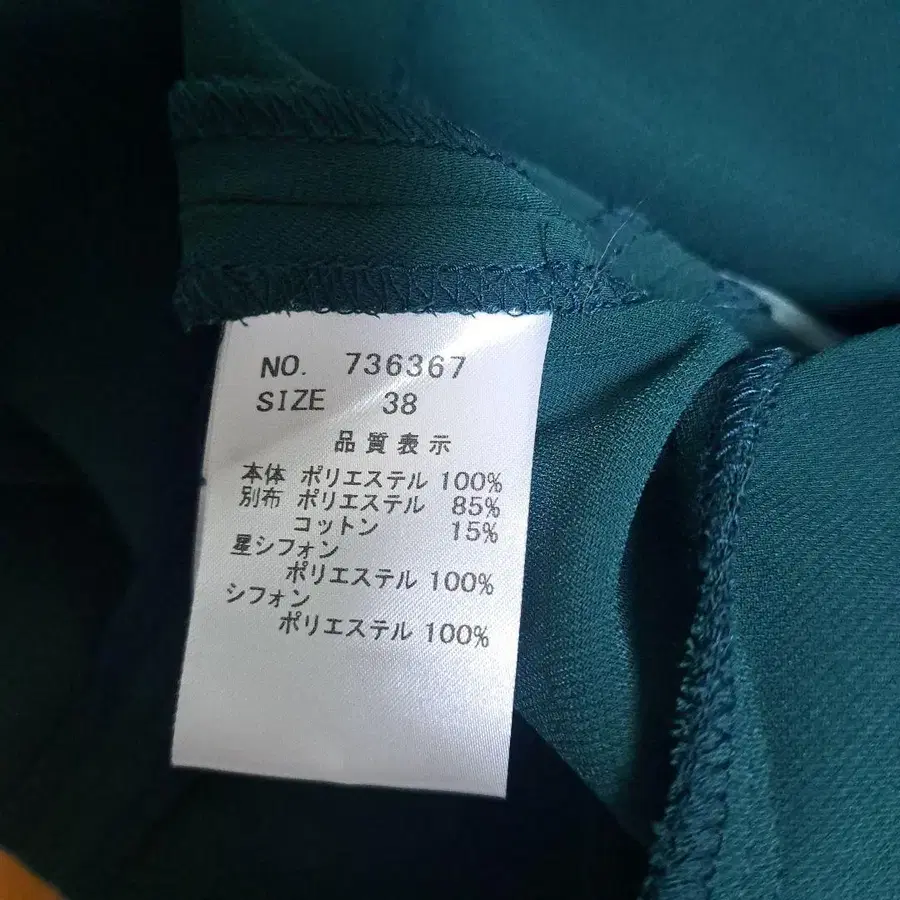 NO. 736367
SIZE 38
品質表示
本体 ポリエステル 100%
別布 ポリエステル 85%
コットン 15%
星シフォン
ポリエステル 100%
シフォン
ポリエステル 100%